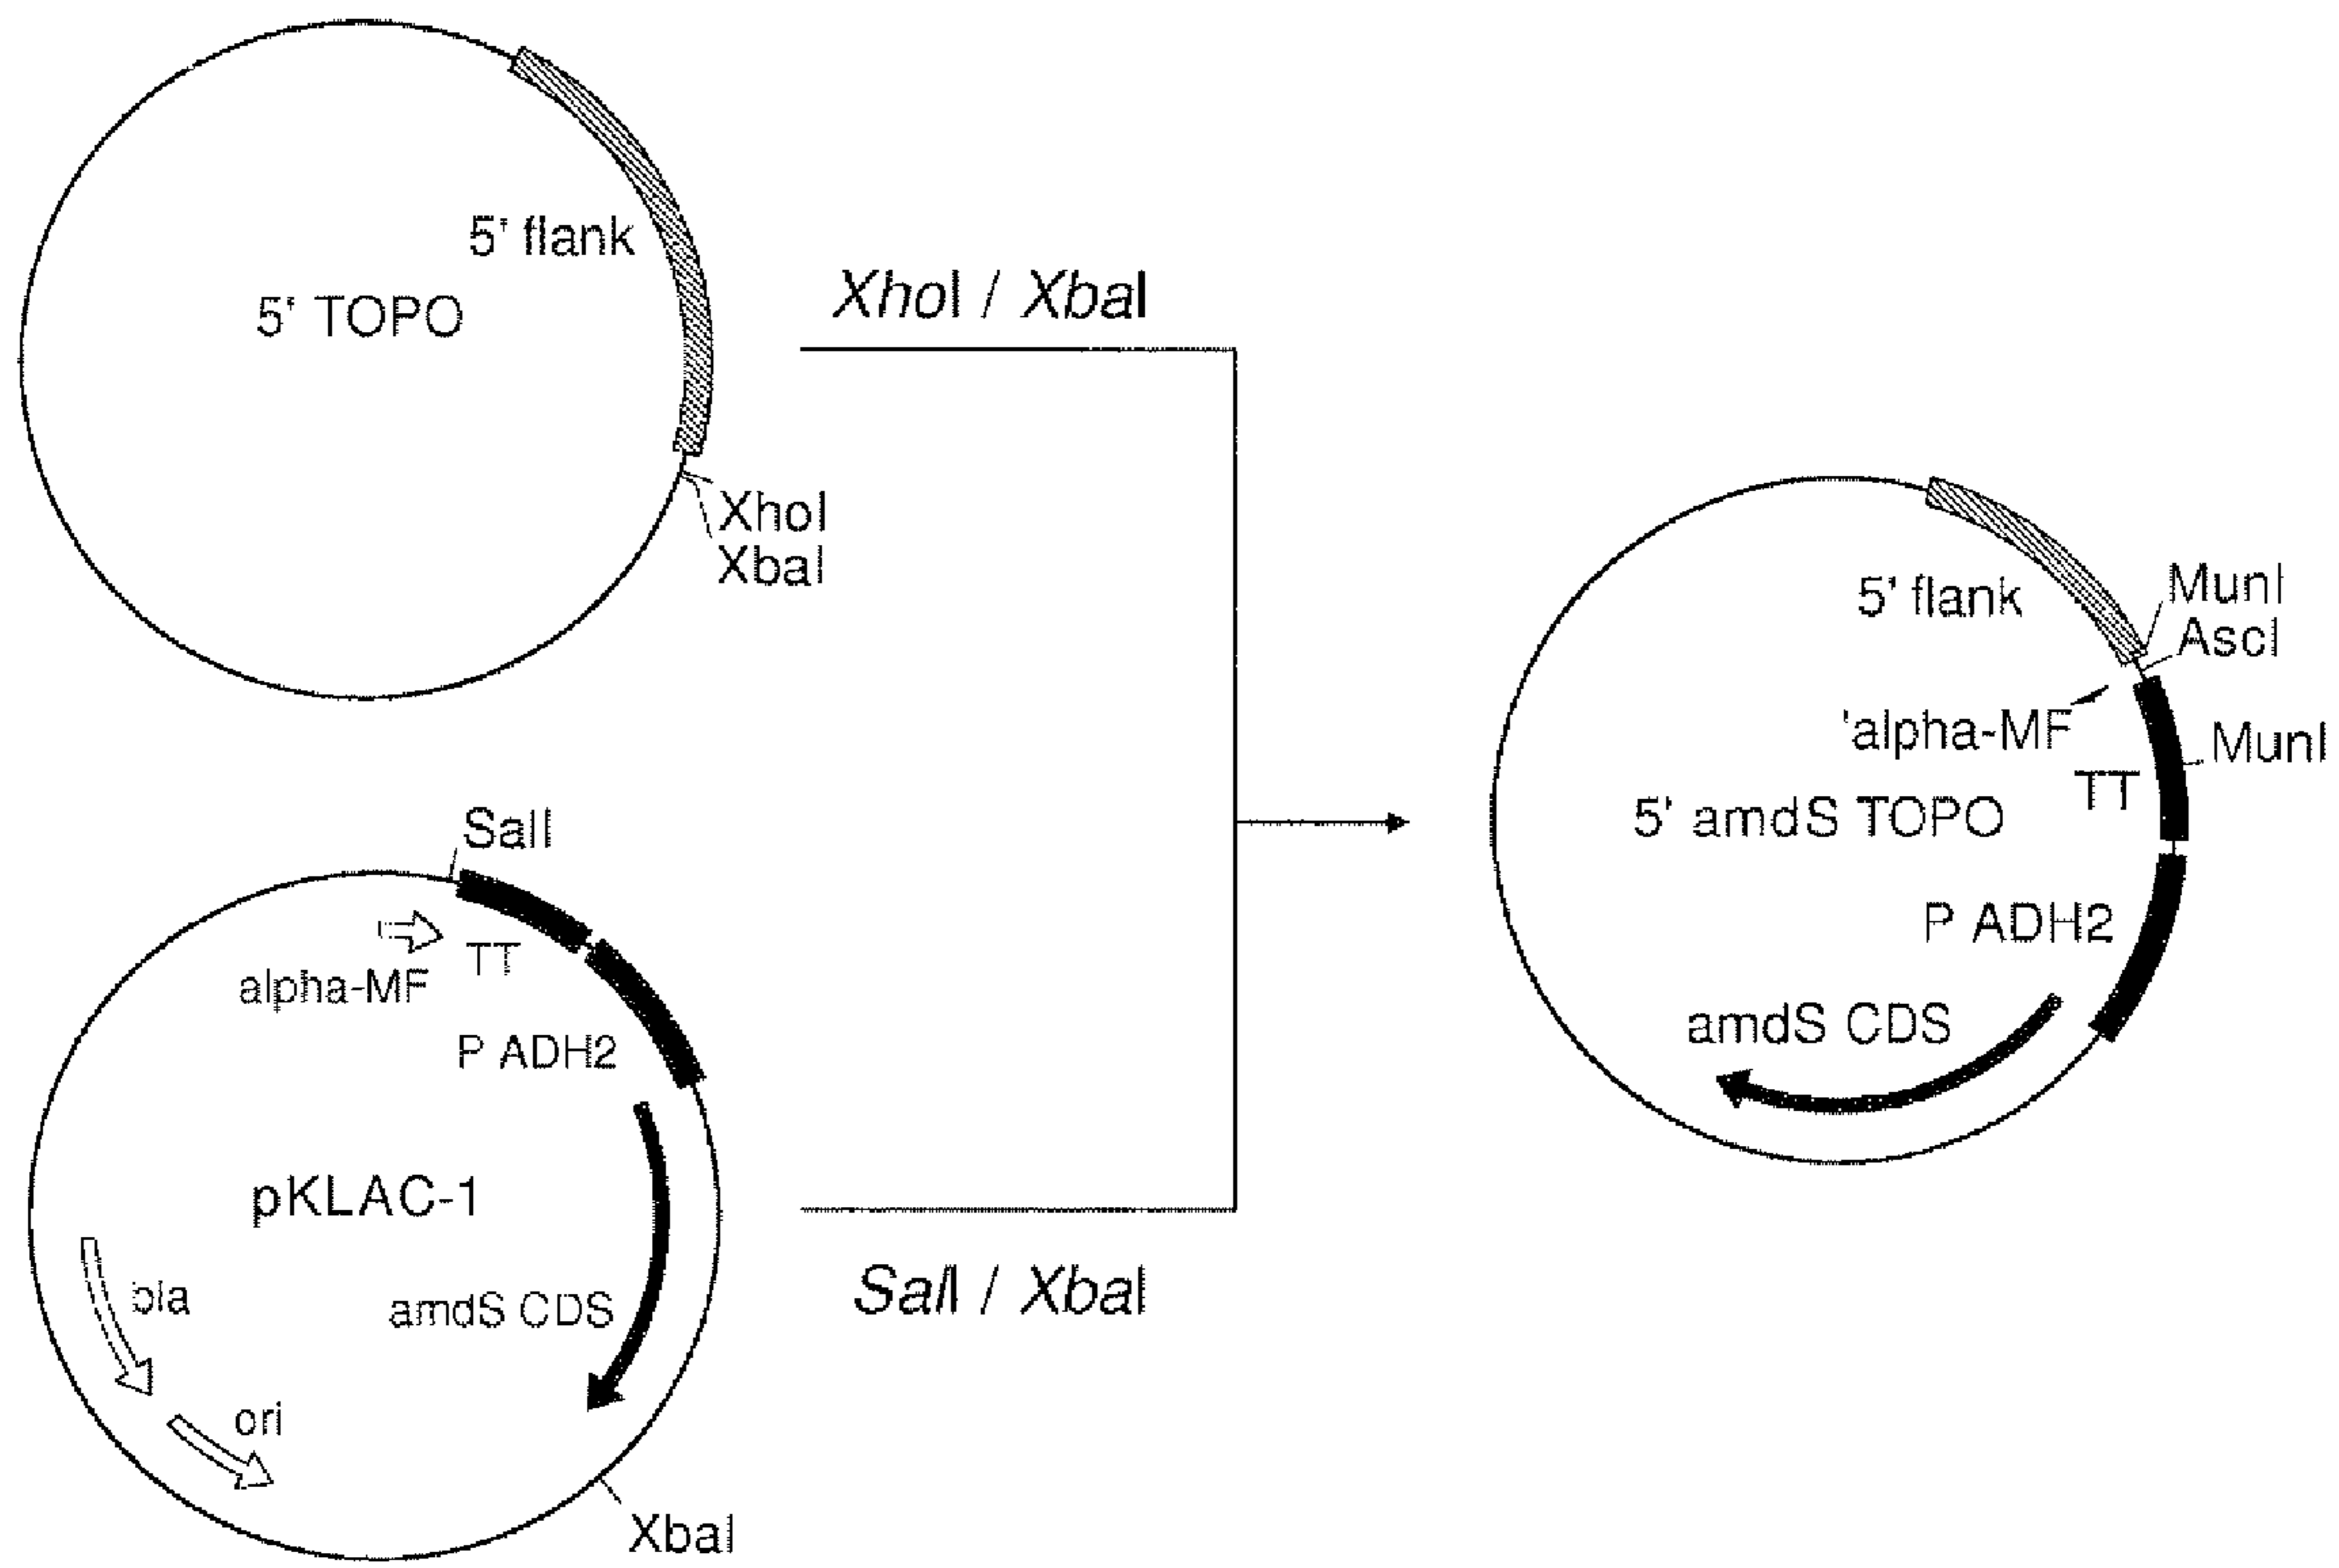 5' flank
5' TOPO
XhoI / XbaI
XhoI
XbaI
5' flank
MunI
AscI
'alpha-MF
MunI
TT
5' amdS TOPO
P ADH2
amdS CDS
SalI
TT
alpha-MF
P ADH2
pKLAC-1
bla
amdS CDS
SalI / XbaI
ori
XbaI